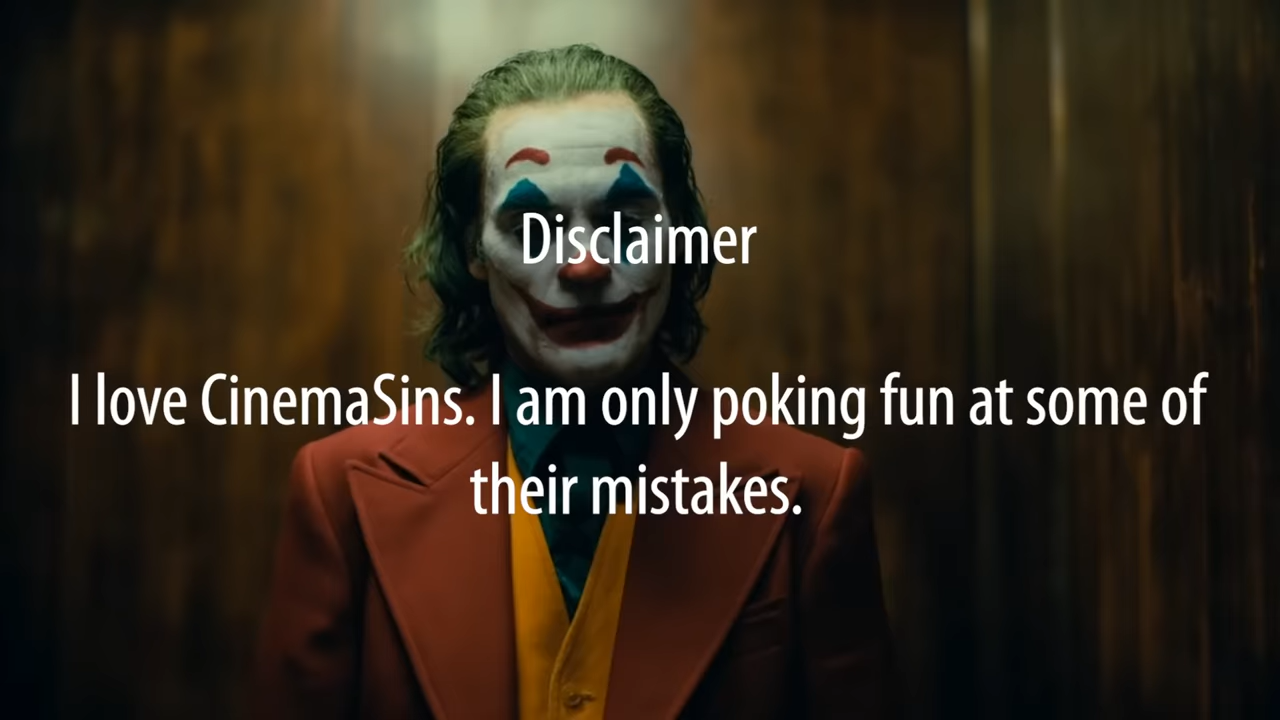 Disclaimer
I love CinemaSins. I am only poking fun at some of
their mistakes.